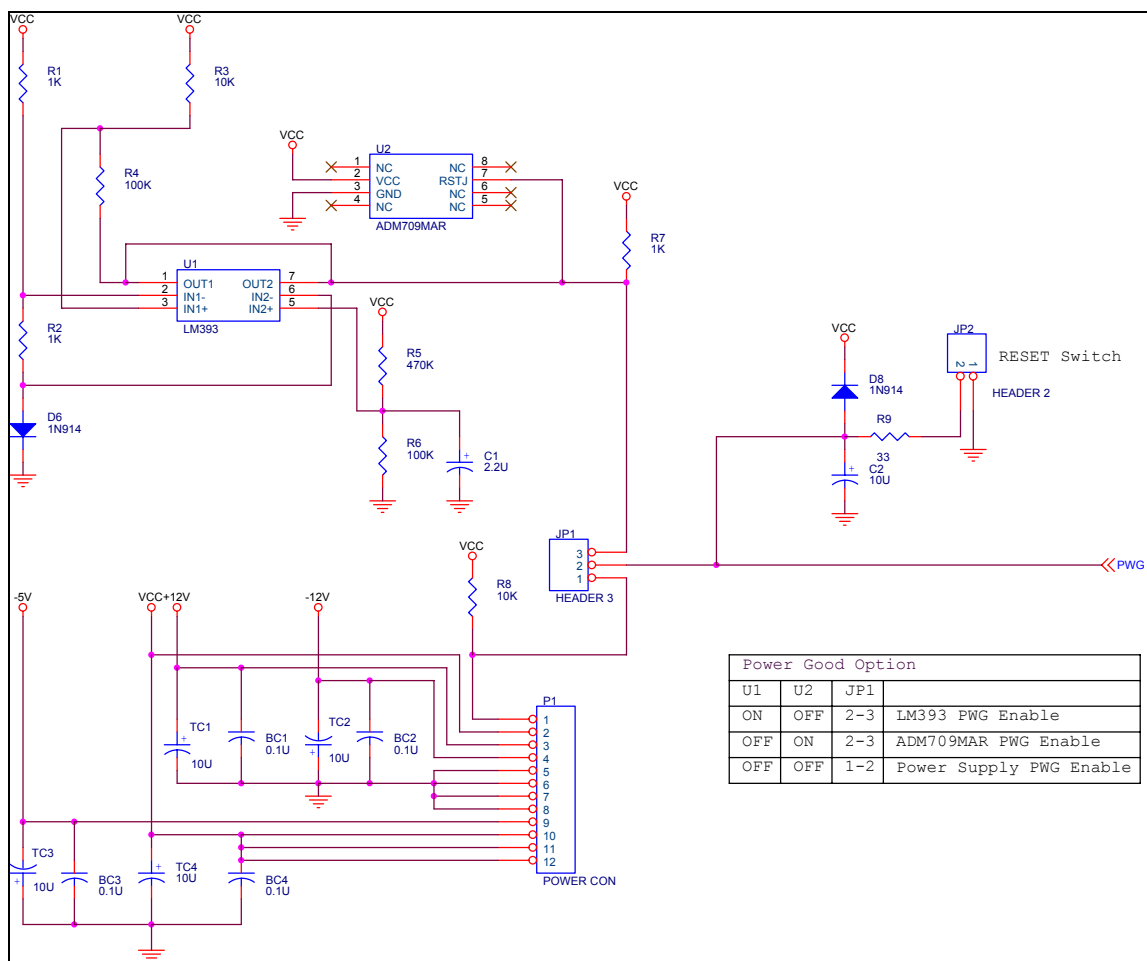 VCC
VCC
R1
1K
R3
10K
R4
100K
VCC
U2
1 NC
2 VCC
3 GND
4 NC
NC 8
RSTJ 7
NC 6
NC 5
ADM709MAR
VCC
R7
1K
U1
1 OUT1
2 IN1-
3 IN1+
OUT2 7
IN2- 6
IN2+ 5
LM393
R2
1K
VCC
R5
470K
D6
1N914
R6
100K
+
C1
2.2U
VCC
D8
1N914
JP2
2 1
RESET Switch
HEADER 2
R9
33
+
C2
10U
JP1
3
2
1
HEADER 3
PWG
VCC
R8
10K
-5V
VCC
+12V
-12V
TC1
+
10U
BC1
0.1U
TC2
+
10U
BC2
0.1U
P1
1
2
3
4
5
6
7
8
9
10
11
12
POWER CON
TC3
+
10U
BC3
0.1U
TC4
+
10U
BC4
0.1U
Power Good Option
U1 U2 JP1
ON OFF 2-3 LM393 PWG Enable
OFF ON 2-3 ADM709MAR PWG Enable
OFF OFF 1-2 Power Supply PWG Enable